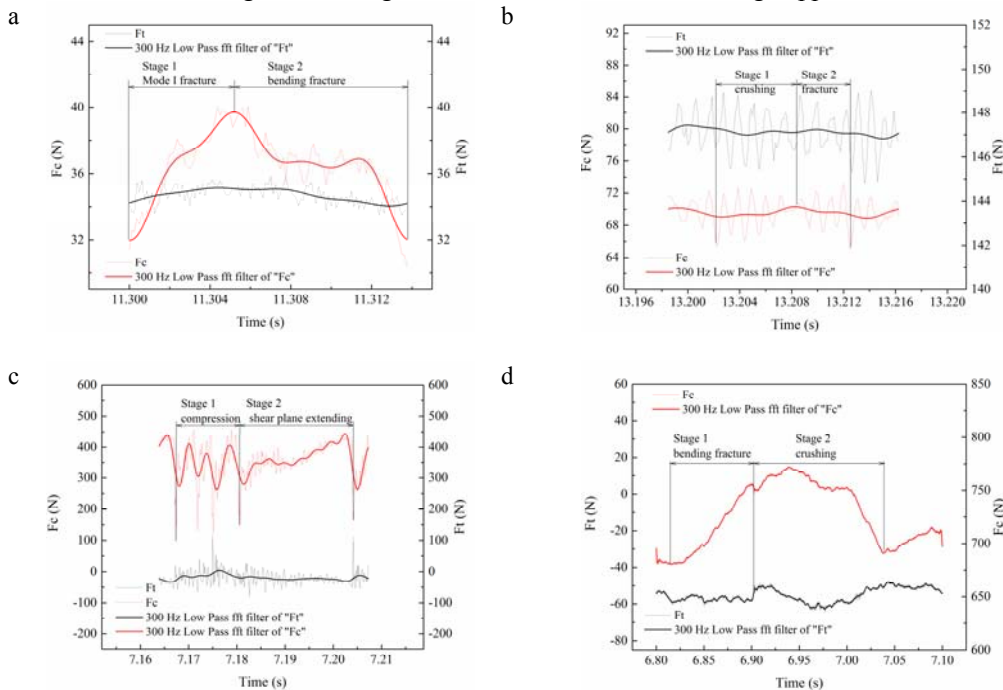 a
Ft
300 Hz Low Pass fft filter of "Ft"
Stage 1
Mode I fracture
Stage 2
bending fracture
Fc
300 Hz Low Pass fft filter of "Fc"
44
40
36
32
Fc (N)
44
40
36
32
Ft (N)
11.300 11.304 11.308 11.312
Time (s)
b
Ft
300 Hz Low Pass fft filter of "Ft"
Stage 1
crushing
Stage 2
fracture
Fc
300 Hz Low Pass fft filter of "Fc"
92
88
84
80
76
72
68
64
60
Fc (N)
152
150
148
146
144
142
140
Ft (N)
13.196 13.200 13.204 13.208 13.212 13.216 13.220
Time (s)
c
Stage 1
compression
Stage 2
shear plane extending
Ft
Fc
300 Hz Low Pass fft filter of "Ft"
300 Hz Low Pass fft filter of "Fc"
600
500
400
300
200
100
0
-100
-200
Fc (N)
600
500
400
300
200
100
0
-100
-200
Ft (N)
7.16 7.17 7.18 7.19 7.20 7.21
Time (s)
d
Fc
300 Hz Low Pass fft filter of "Fc"
Stage 1
bending fracture
Stage 2
crushing
Ft
300 Hz Low Pass fft filter of "Ft"
60
40
20
0
-20
-40
-60
-80
Ft (N)
850
800
750
700
650
600
Fc (N)
6.80 6.85 6.90 6.95 7.00 7.05 7.10
Time (s)